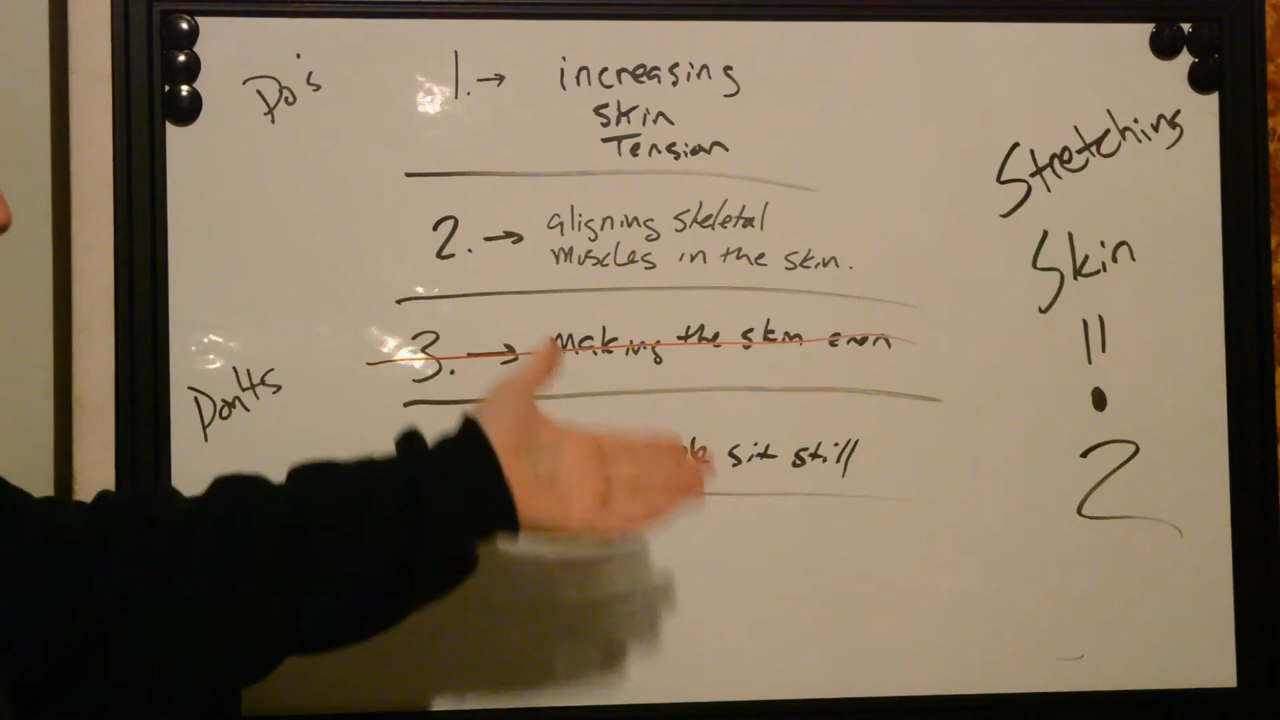 Do's
1. → increasing
skin
Tension
2. → aligning skeletal
muscles in the skin.
Don'ts
3. → making the skin even
sit still
Stretching
Skin
!!
2